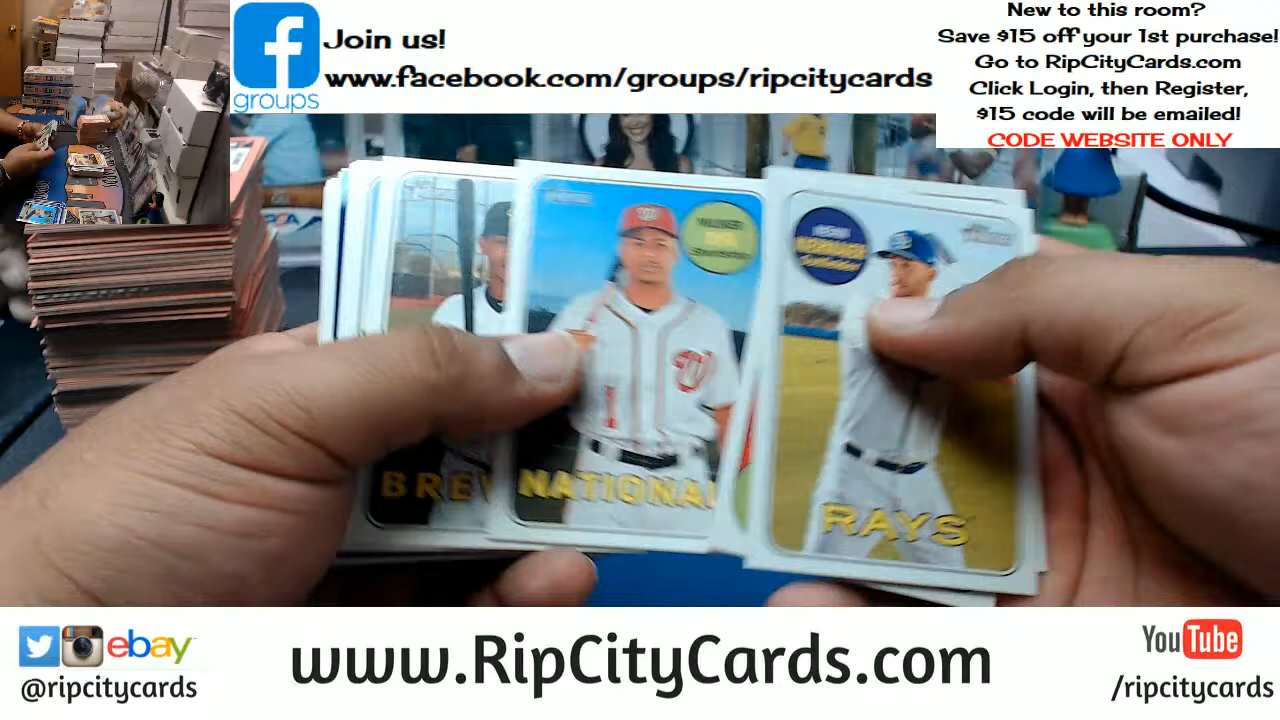 groups
Join us!
www.facebook.com/groups/ripcitycards
New to this room?
Save $15 off your 1st purchase!
Go to RipCityCards.com
Click Login, then Register,
$15 code will be emailed!
CODE WEBSITE ONLY
BREW
NATIONAL
RAYS
ebay
@ripcitycards
www.RipCityCards.com
YouTube
/ripcitycards